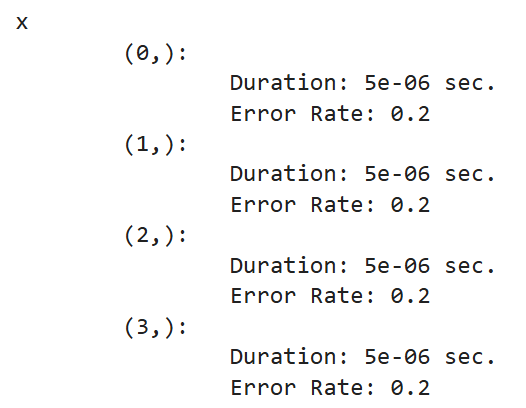 x
(0,):
Duration: 5e-06 sec.
Error Rate: 0.2
(1,):
Duration: 5e-06 sec.
Error Rate: 0.2
(2,):
Duration: 5e-06 sec.
Error Rate: 0.2
(3,):
Duration: 5e-06 sec.
Error Rate: 0.2